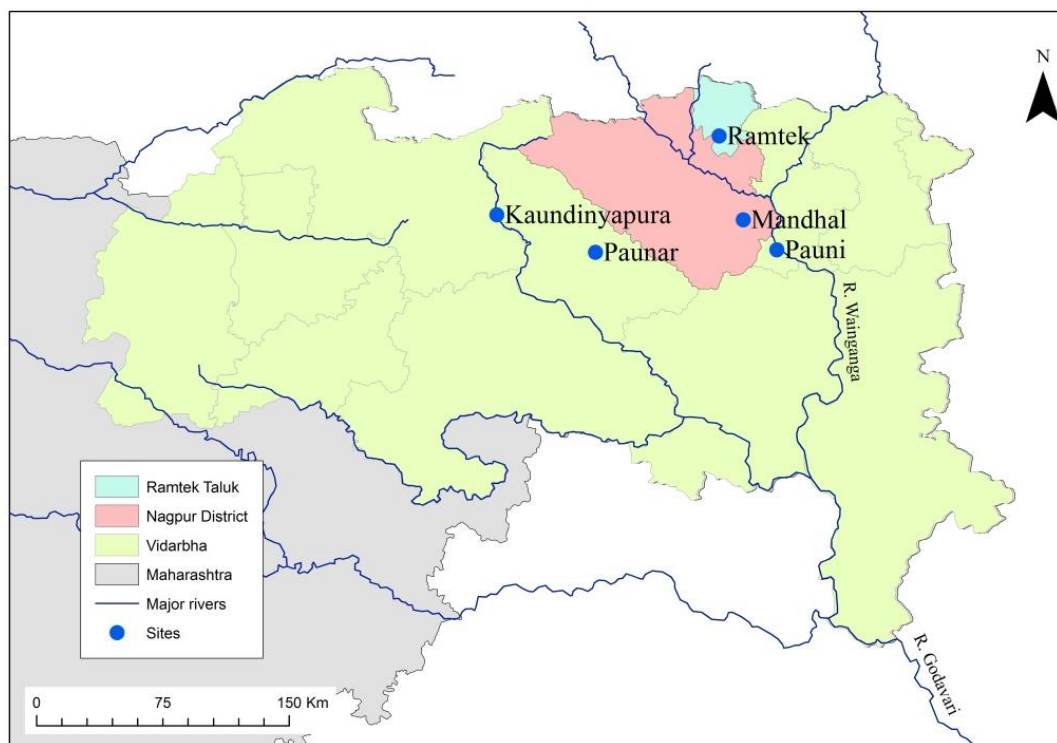 N
Ramtek
Kaundinyapura
Mandhal
Paunar
Pauni
R. Wainganga
Ramtek Taluk
Nagpur District
Vidarbha
Maharashtra
Major rivers
Sites
R. Godavari
0 75 150 Km